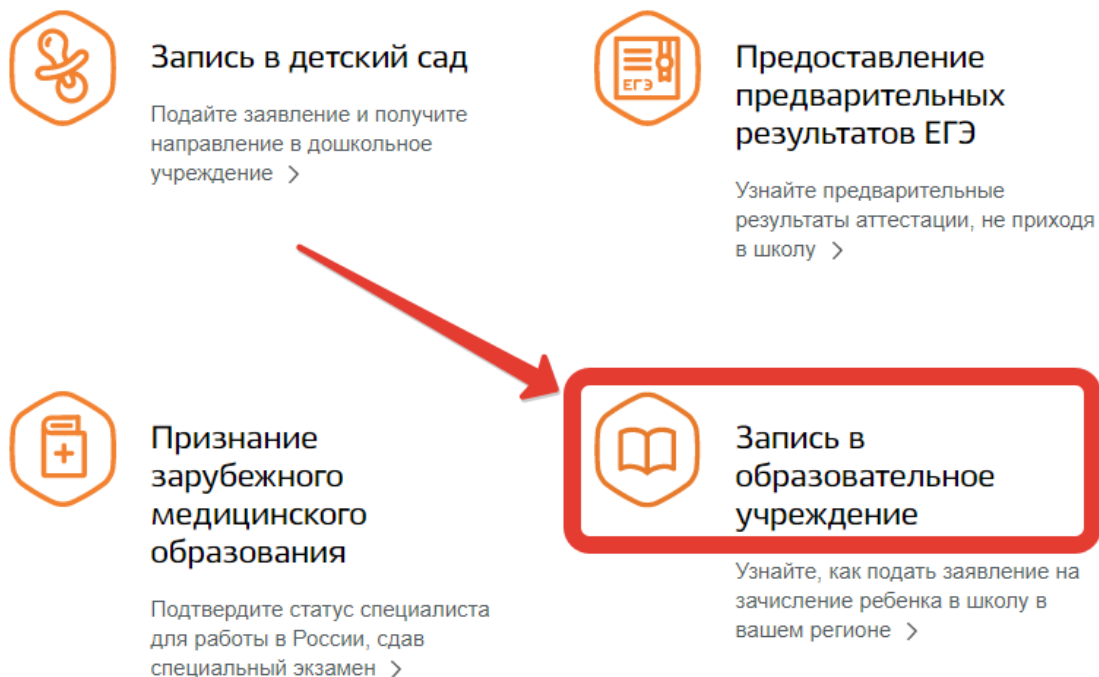 Запись в детский сад
Подайте заявление и получите
направление в дошкольное
учреждение >
ЕГЭ
Предоставление
предварительных
результатов ЕГЭ
Узнайте предварительные
результаты аттестации, не приходя
в школу >
Признание
зарубежного
медицинского
образования
Подтвердите статус специалиста
для работы в России, сдав
специальный экзамен >
Запись в
образовательное
учреждение
Узнайте, как подать заявление на
зачисление ребенка в школу в
вашем регионе >